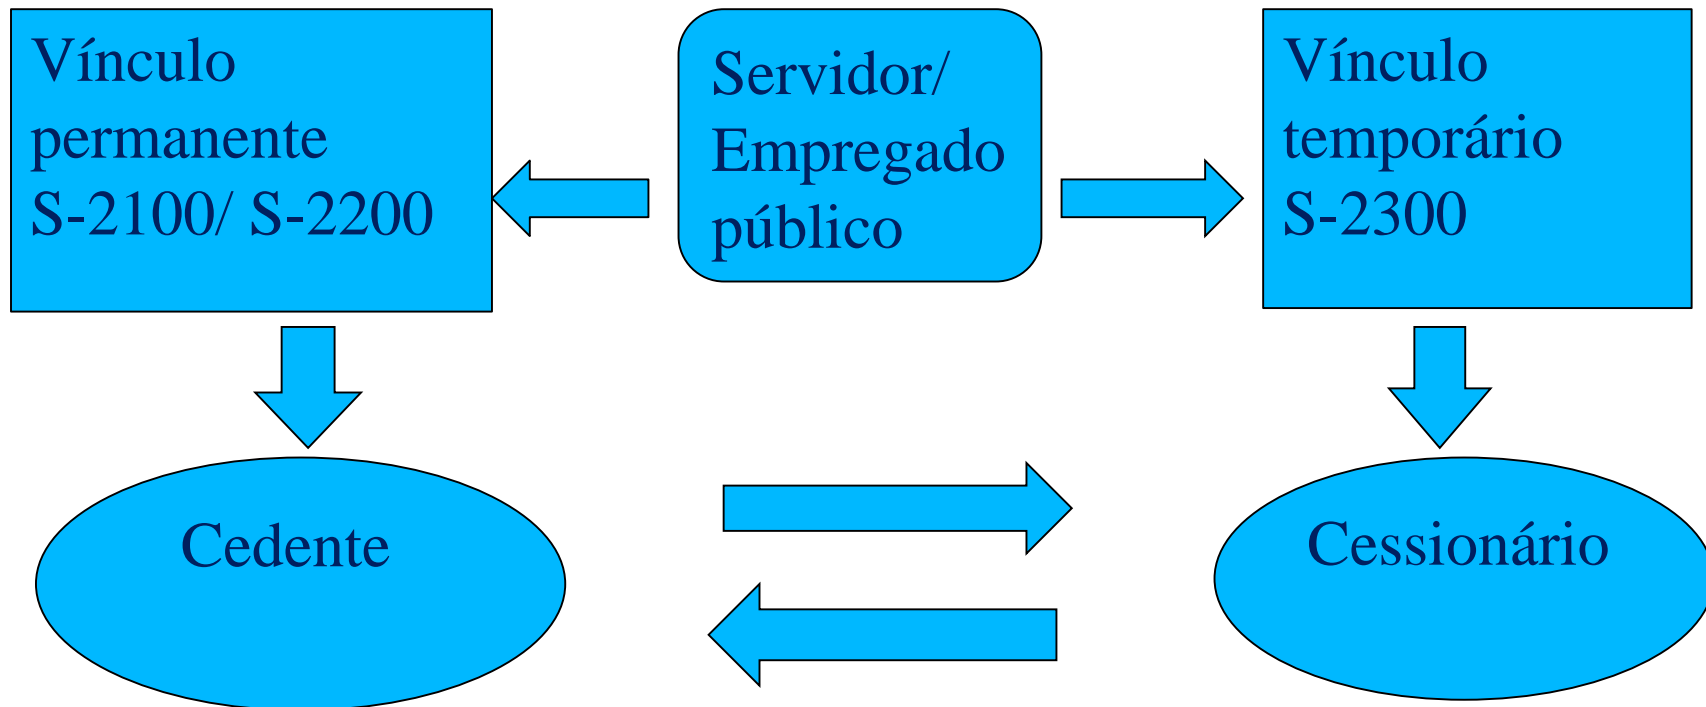 Vínculo
permanente
S-2100/ S-2200
Servidor/
Empregado
público
Vínculo
temporário
S-2300
Cedente
Cessionário